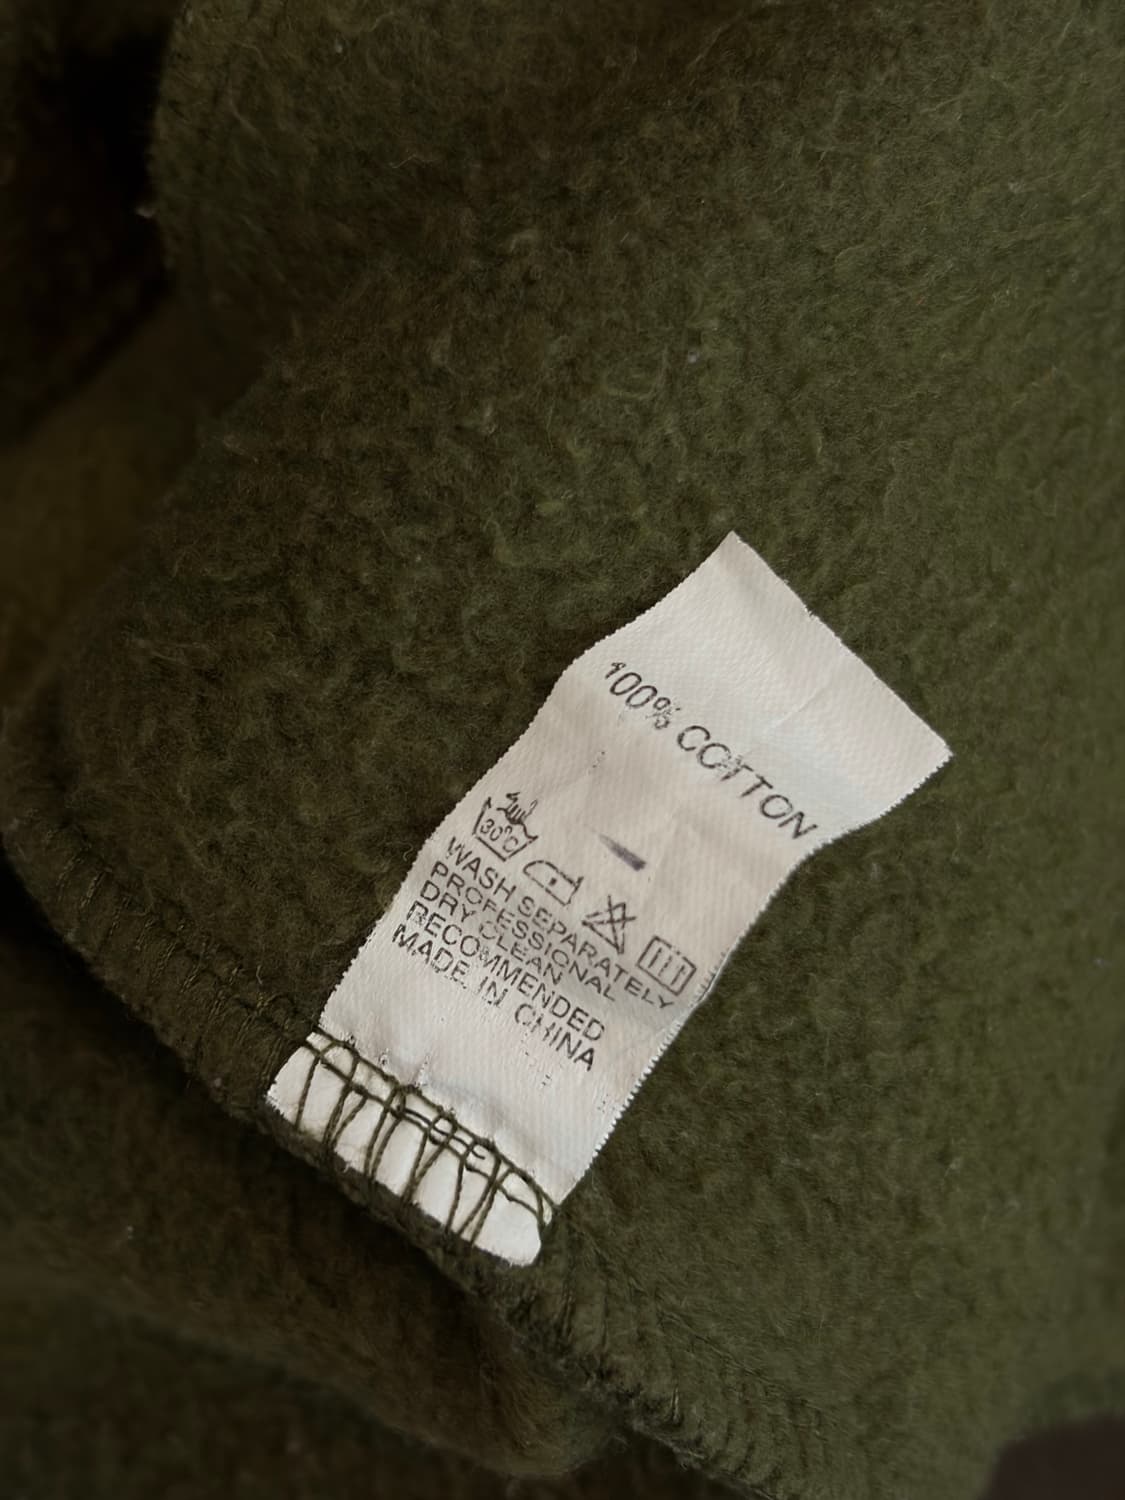 100% COTTON
30°C
WASH SEPARATELY
PROFESSIONAL
DRY CLEAN
RECOMMENDED
MADE IN CHINA